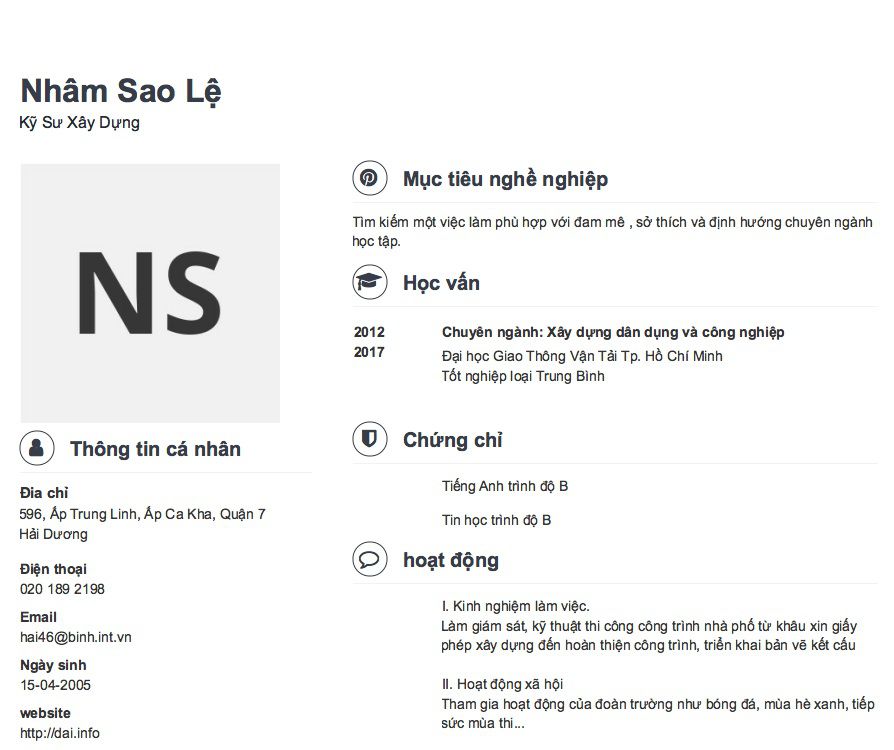 Nhâm Sao Lệ
Kỹ Sư Xây Dựng
NS
Thông tin cá nhân
Đia chỉ
596, Ấp Trung Linh, Ấp Ca Kha, Quận 7
Hải Dương
Điện thoại
020 189 2198
Email
hai46@binh.int.vn
Ngày sinh
15-04-2005
website
http://dai.info
Mục tiêu nghề nghiệp
Tìm kiếm một việc làm phù hợp với đam mê , sở thích và định hướng chuyên ngành
học tập.
Học vấn
2012
2017
Chuyên ngành: Xây dựng dân dụng và công nghiệp
Đại học Giao Thông Vận Tải Tp. Hồ Chí Minh
Tốt nghiệp loại Trung Bình
Chứng chỉ
Tiếng Anh trình độ B
Tin học trình độ B
hoạt động
I. Kinh nghiệm làm việc.
Làm giám sát, kỹ thuật thi công công trình nhà phố từ khâu xin giấy
phép xây dựng đến hoàn thiện công trình, triển khai bản vẽ kết cấu
II. Hoạt động xã hội
Tham gia hoạt động của đoàn trường như bóng đá, mùa hè xanh, tiếp
sức mùa thi...